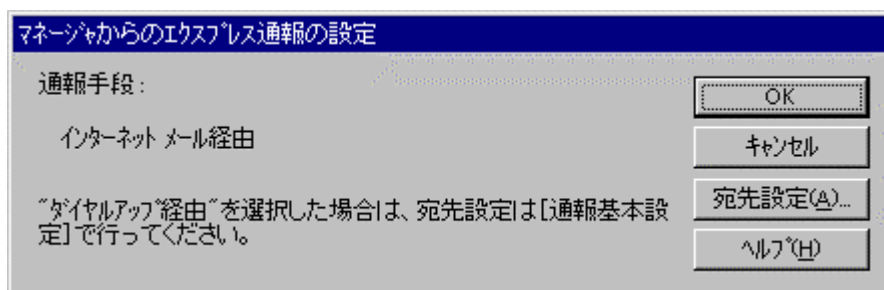 マネージャからのエクスプレス通報の設定
通報手段：
インターネット メール経由
"ダイヤルアップ経由"を選択した場合は、宛先設定は[通報基本設
定]で行ってください。
OK
キャンセル
宛先設定(A)...
ヘルプ(H)